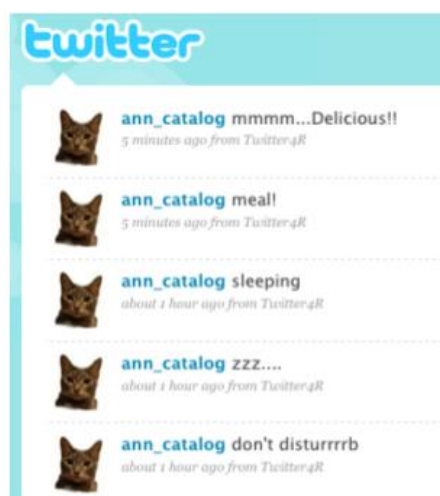 twitter
ann_catalog mmmm...Delicious!!
5 minutes ago from Twitter4R
ann_catalog meal!
5 minutes ago from Twitter4R
ann_catalog sleeping
about 1 hour ago from Twitter4R
ann_catalog zzz....
about 1 hour ago from Twitter4R
ann_catalog don't disturrrrb
about 1 hour ago from Twitter4R